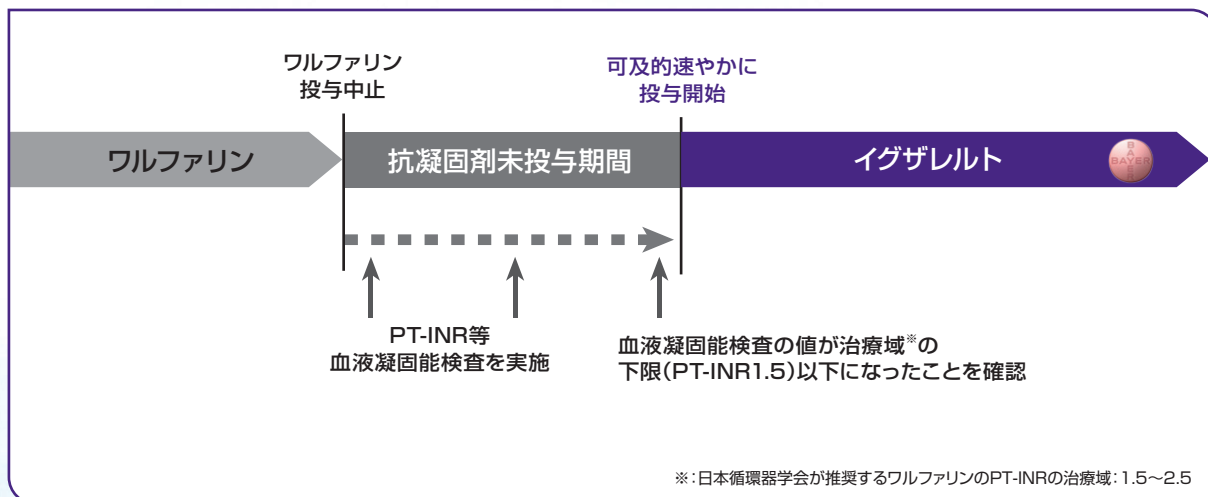 ワルファリン
投与中止
可及的速やかに
投与開始
ワルファリン
抗凝固剤未投与期間
イグザレルト
BAYER
BAYER
PT-INR等
血液凝固能検査を実施
血液凝固能検査の値が治療域※の
下限(PT-INR1.5)以下になったことを確認
※:日本循環器学会が推奨するワルファリンのPT-INRの治療域:1.5〜2.5